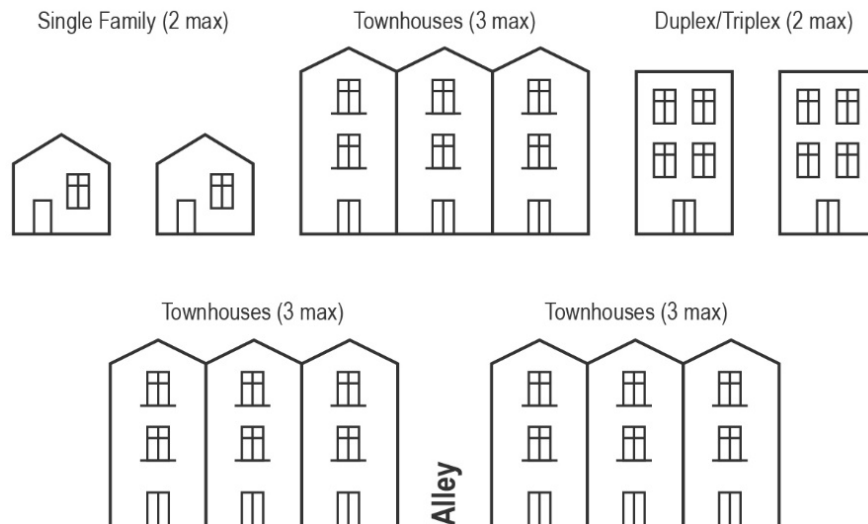 Single Family (2 max)
Townhouses (3 max)
Duplex/Triplex (2 max)
Townhouses (3 max)
Townhouses (3 max)
Alley